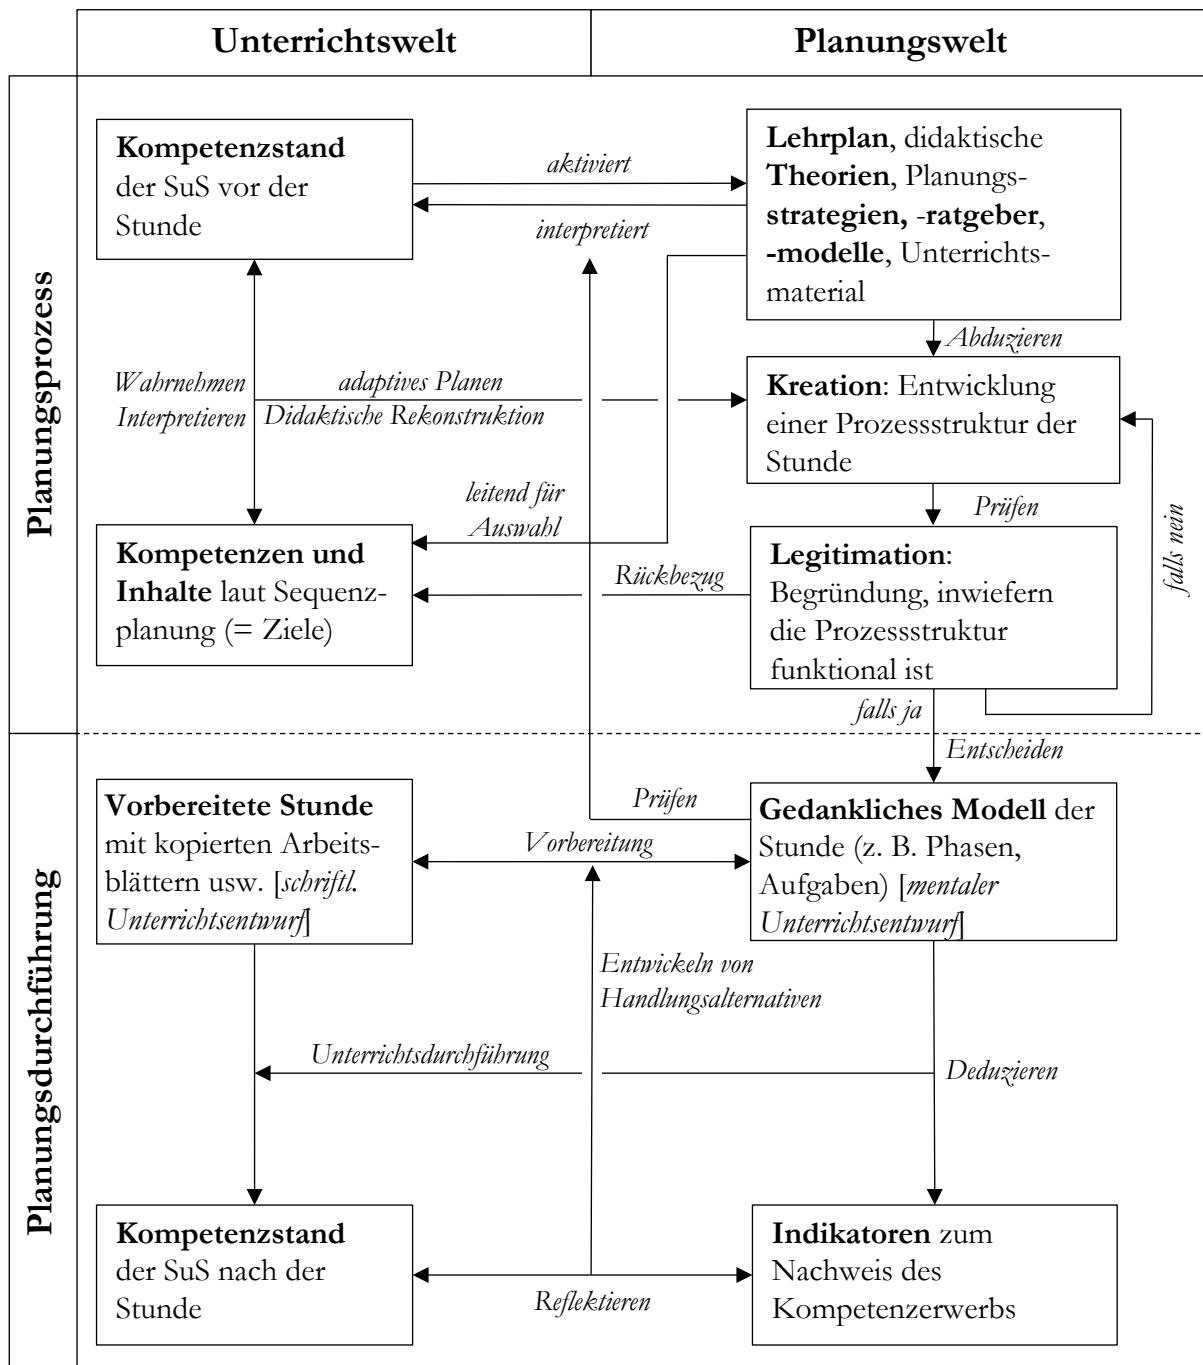 Unterrichtswelt
Planungswelt
Planungsprozess
Kompetenzstand
der SuS vor der
Stunde
aktiviert
interpretiert
Lehrplan, didaktische
Theorien, Planungs-
strategien, -ratgeber,
-modelle, Unterrichts-
material
Abduzieren
Wahrnehmen
Interpretieren
adaptives Planen
Didaktische Rekonstruktion
Kreation: Entwicklung
einer Prozessstruktur der
Stunde
leitend für
Auswahl
Prüfen
falls nein
Kompetenzen und
Inhalte laut Sequenz-
planung (= Ziele)
Rückbezug
Legitimation:
Begründung, inwiefern
die Prozessstruktur
funktional ist
falls ja
Entscheiden
Planungsdurchführung
Vorbereitete Stunde
mit kopierten Arbeits-
blättern usw. [schriftl.
Unterrichtsentwurf]
Prüfen
Vorbereitung
Gedankliches Modell der
Stunde (z. B. Phasen,
Aufgaben) [mentaler
Unterrichtsentwurf]
Entwickeln von
Handlungsalternativen
Unterrichtsdurchführung
Deduzieren
Kompetenzstand
der SuS nach der
Stunde
Reflektieren
Indikatoren zum
Nachweis des
Kompetenzerwerbs